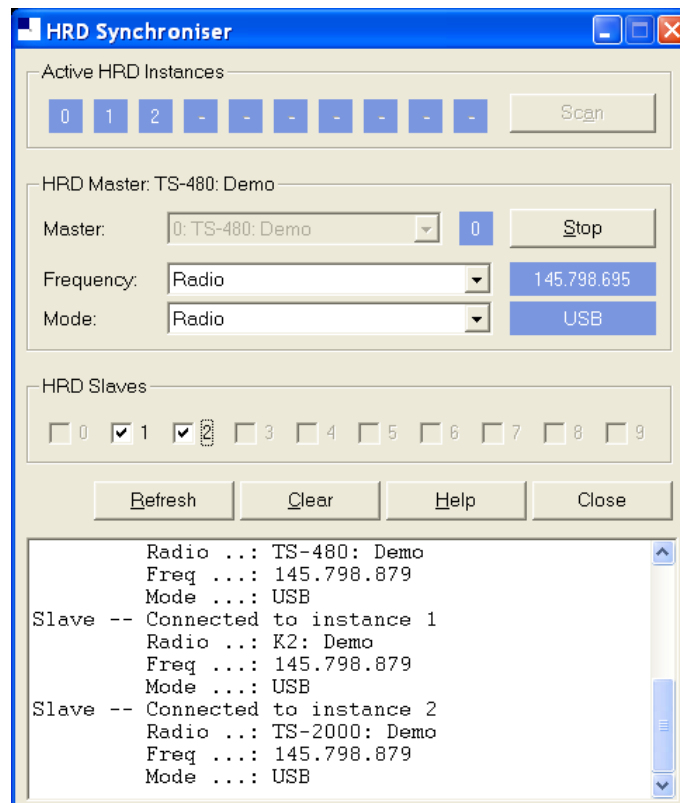 HRD Synchroniser
Active HRD Instances
0 1 2 - - - - - - - Scan
HRD Master: TS-480: Demo
Master: 0: TS-480: Demo 0 Stop
Frequency: Radio 145.798.695
Mode: Radio USB
HRD Slaves
0 1 2 3 4 5 6 7 8 9
Refresh Clear Help Close
Radio ..: TS-480: Demo
Freq ...: 145.798.879
Mode ...: USB
Slave -- Connected to instance 1
Radio ..: K2: Demo
Freq ...: 145.798.879
Mode ...: USB
Slave -- Connected to instance 2
Radio ..: TS-2000: Demo
Freq ...: 145.798.879
Mode ...: USB